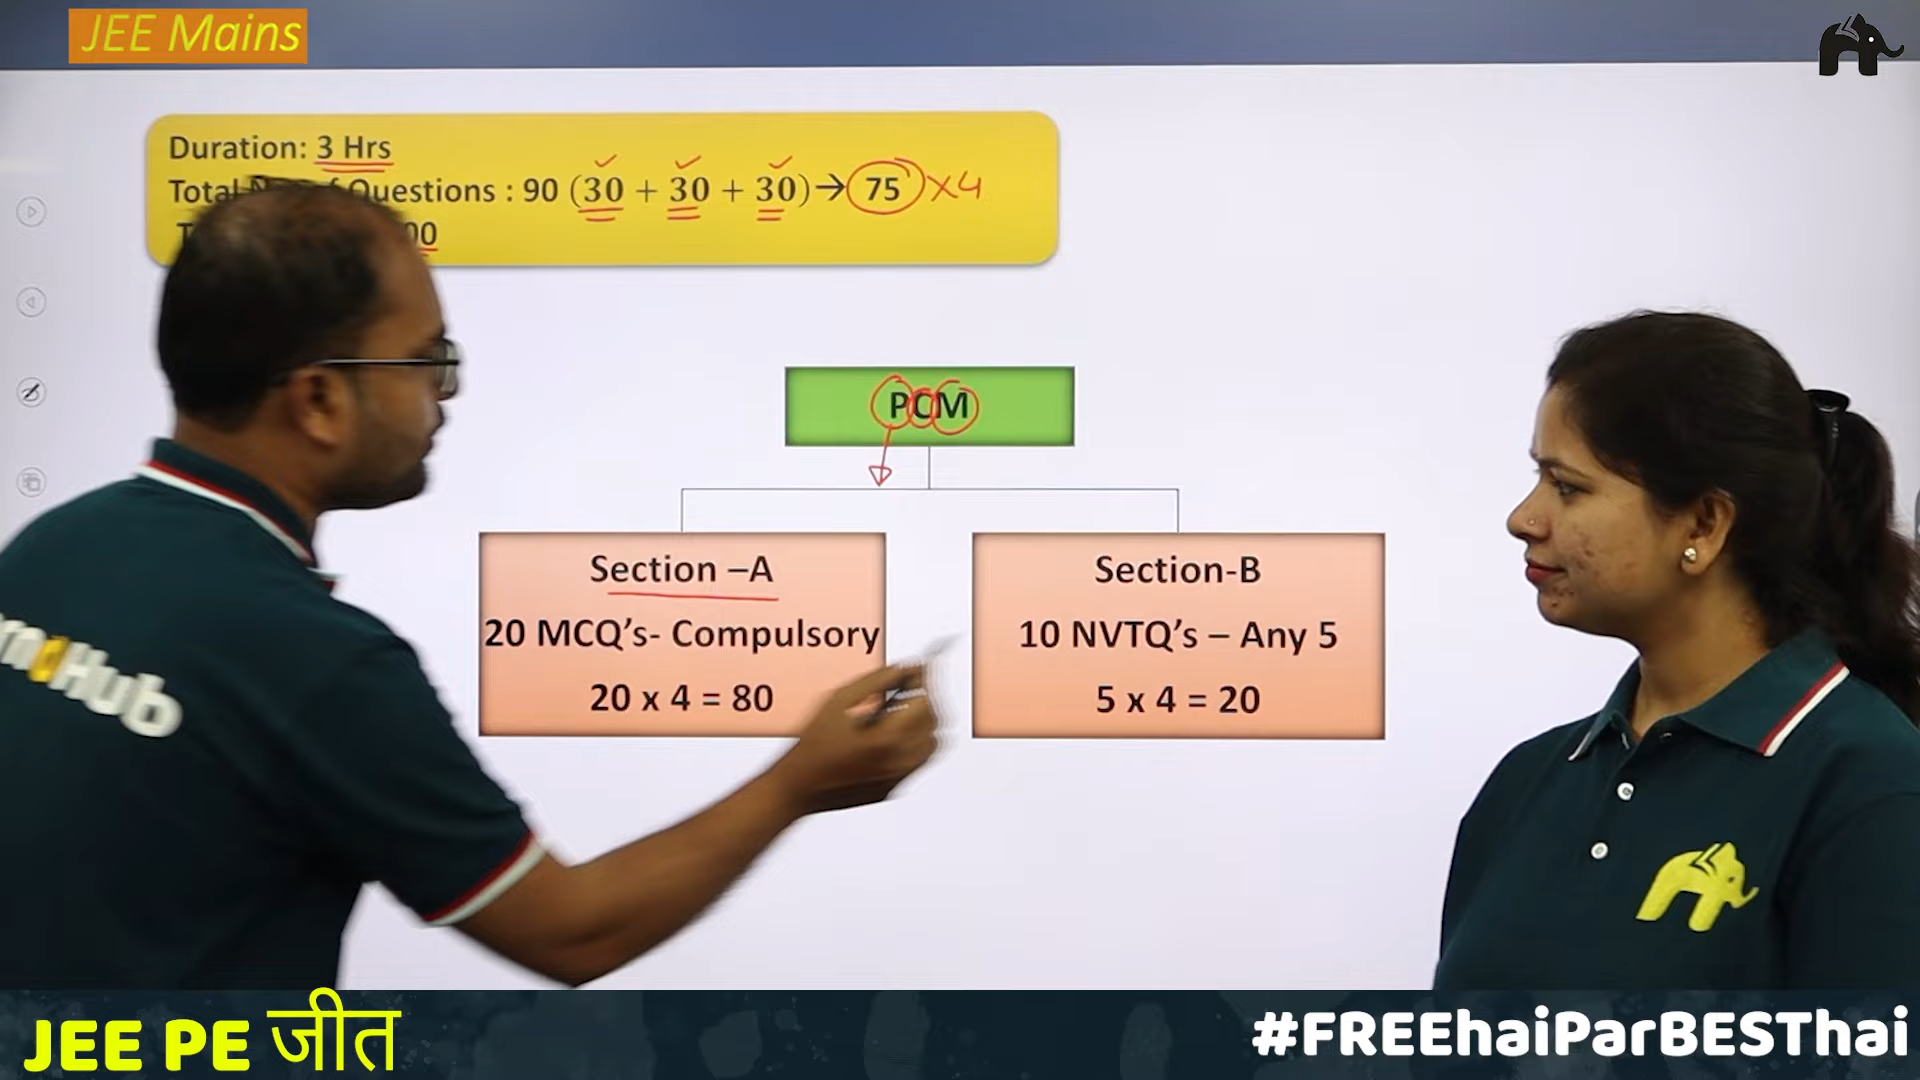 JEE Mains
Duration: 3 Hrs
Total Questions : 90 (30 + 30 + 30)→75 ×4
00
PCM
Section –A
20 MCQ's- Compulsory
20 x 4 = 80
Section-B
10 NVTQ's – Any 5
5 x 4 = 20
Hub
JEE PE जीत
#FREEhaiParBESThai